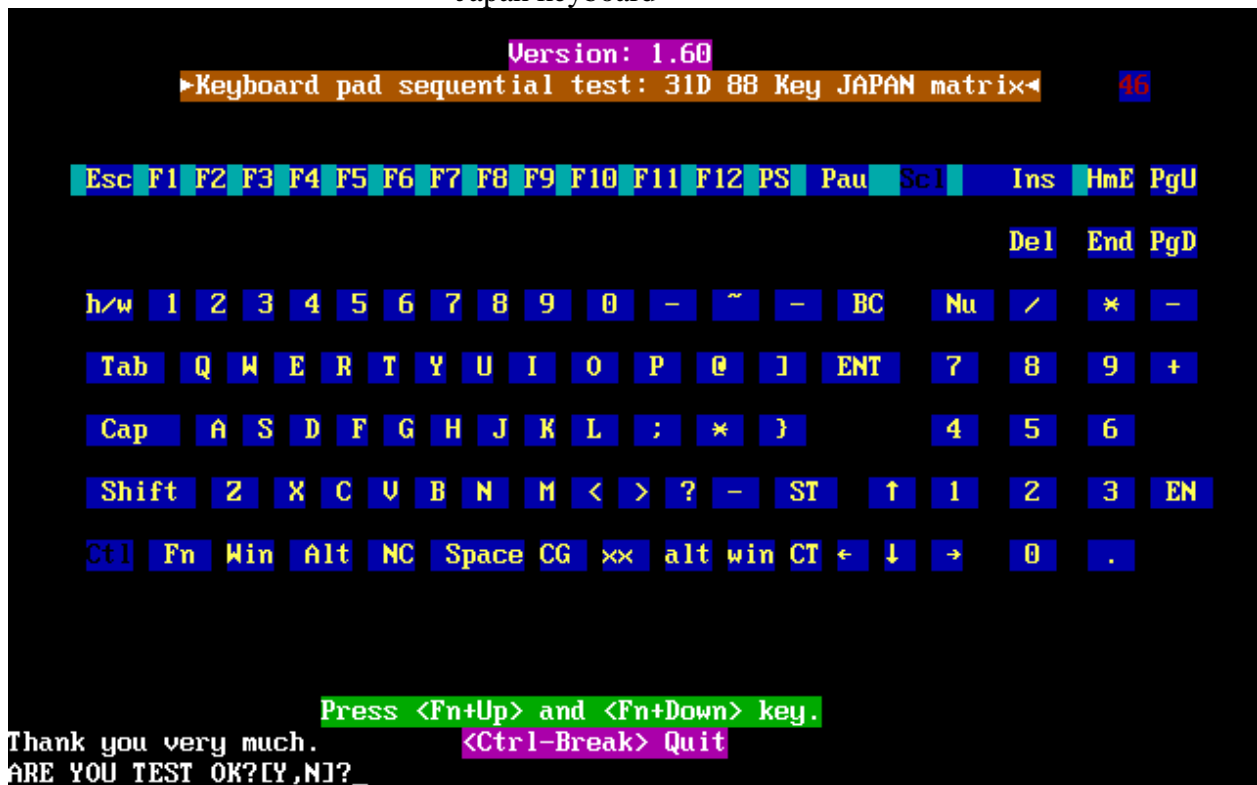 Japan keyboard
Version: 1.60
►Keyboard pad sequential test: 31D 88 Key JAPAN matrix◄ 46
Esc F1 F2 F3 F4 F5 F6 F7 F8 F9 F10 F11 F12 PS Pau Scl Ins HmE PgU
Del End PgD
h/w 1 2 3 4 5 6 7 8 9 0 - ~ - BC Nu / * -
Tab Q W E R T Y U I O P @ ] ENT 7 8 9 +
Cap A S D F G H J K L ; * } 4 5 6
Shift Z X C V B N M < > ? - ST ↑ 1 2 3 EN
Ctl Fn Win Alt NC Space CG xx alt win CT ← ↓ → 0 .
Press <Fn+Up> and <Fn+Down> key.
Thank you very much. <Ctrl-Break> Quit
ARE YOU TEST OK?[Y,N]?_